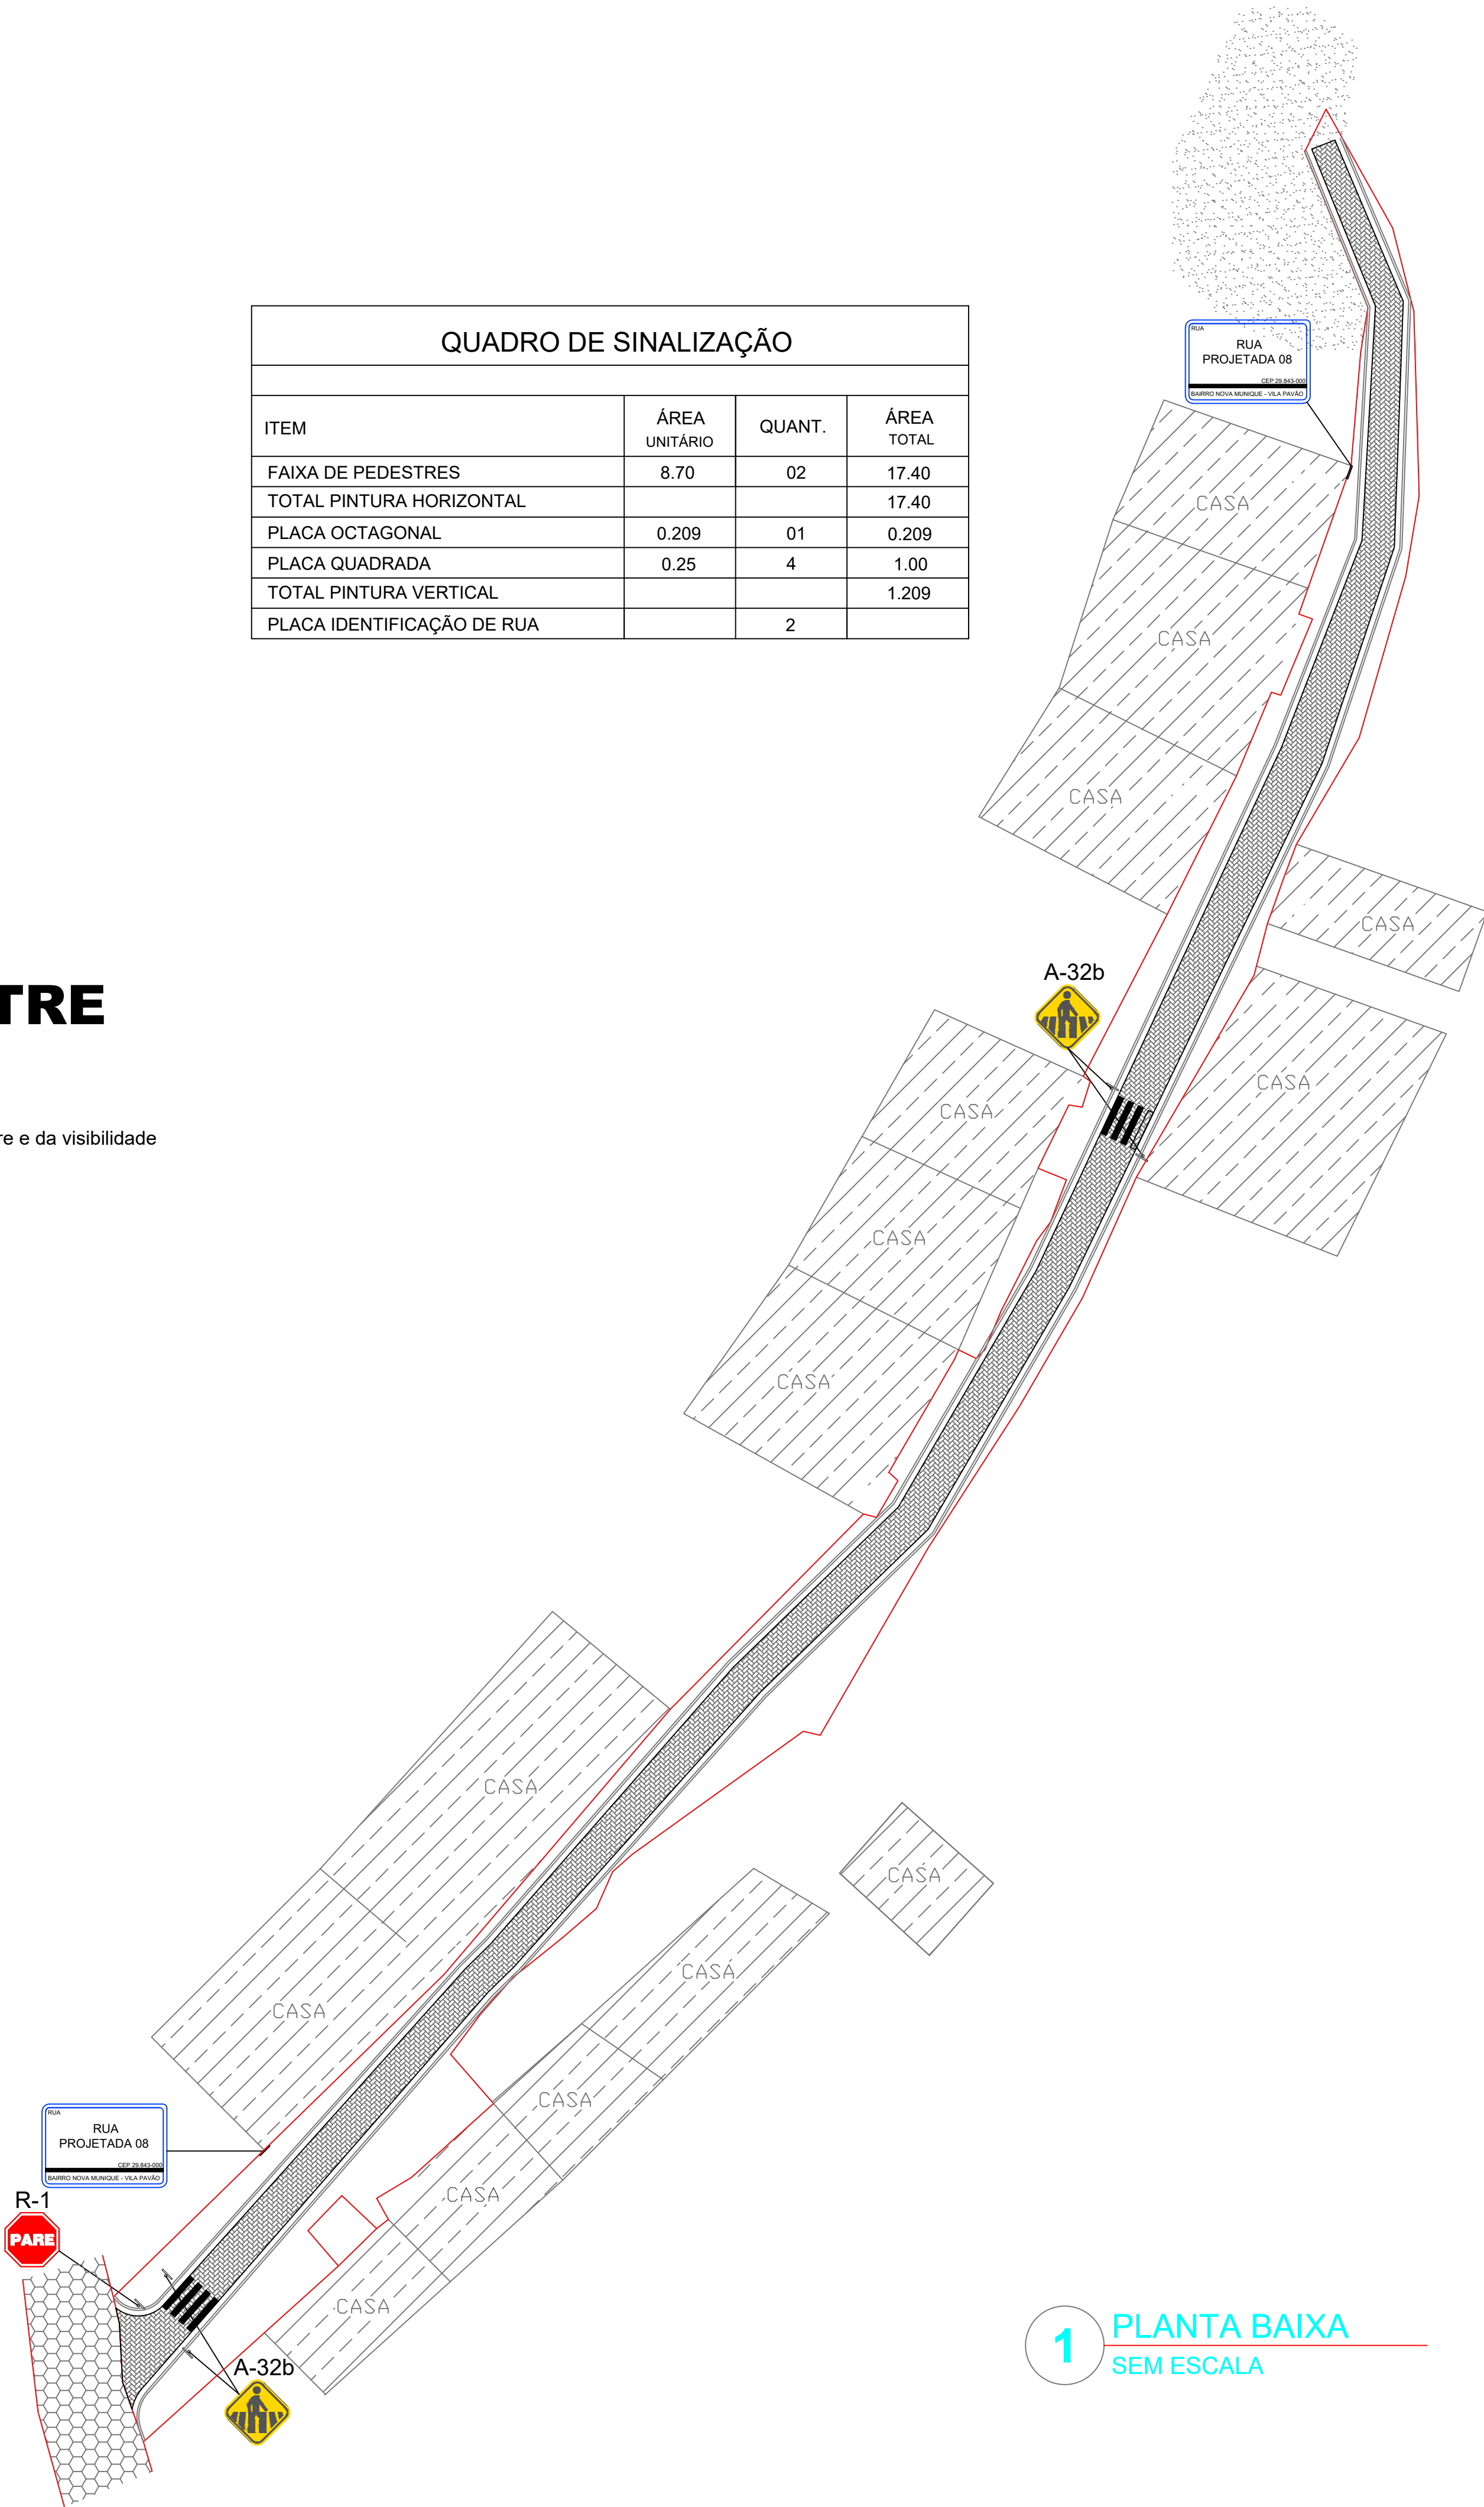 RUA
RUA
PROJETADA 08
CEP 29.843-000
BAIRRO NOVA MUNIQUE - VILA PAVÃO
QUADRO DE SINALIZAÇÃO
ITEM ÁREA UNITÁRIO QUANT. ÁREA TOTAL
FAIXA DE PEDESTRES 8.70 02 17.40
TOTAL PINTURA HORIZONTAL 17.40
PLACA OCTAGONAL 0.209 01 0.209
PLACA QUADRADA 0.25 4 1.00
TOTAL PINTURA VERTICAL 1.209
PLACA IDENTIFICAÇÃO DE RUA 2
CASA
CASA
CASA
CASA
TRE
A-32b
CASA
CASA
re e da visibilidade
CASA
CASA
CASA
CASA
CASA
CASA
CASA
RUA
RUA
PROJETADA 08
CEP 29.843-000
BAIRRO NOVA MUNIQUE - VILA PAVÃO
CASA
R-1
PARE
CASA
A-32b
1
PLANTA BAIXA
SEM ESCALA